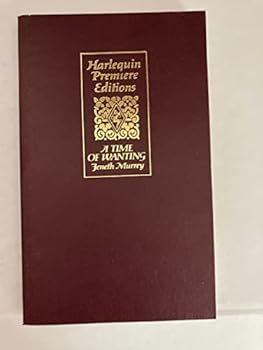 Harlequin
Premiere
Editions
A TIME
OF WANTING
Jeneth Murrey